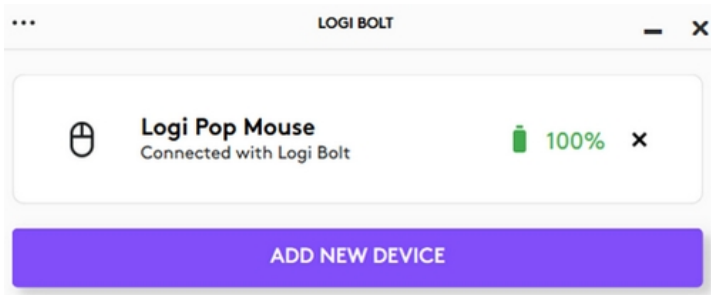 LOGI BOLT
Logi Pop Mouse
Connected with Logi Bolt
100%
ADD NEW DEVICE